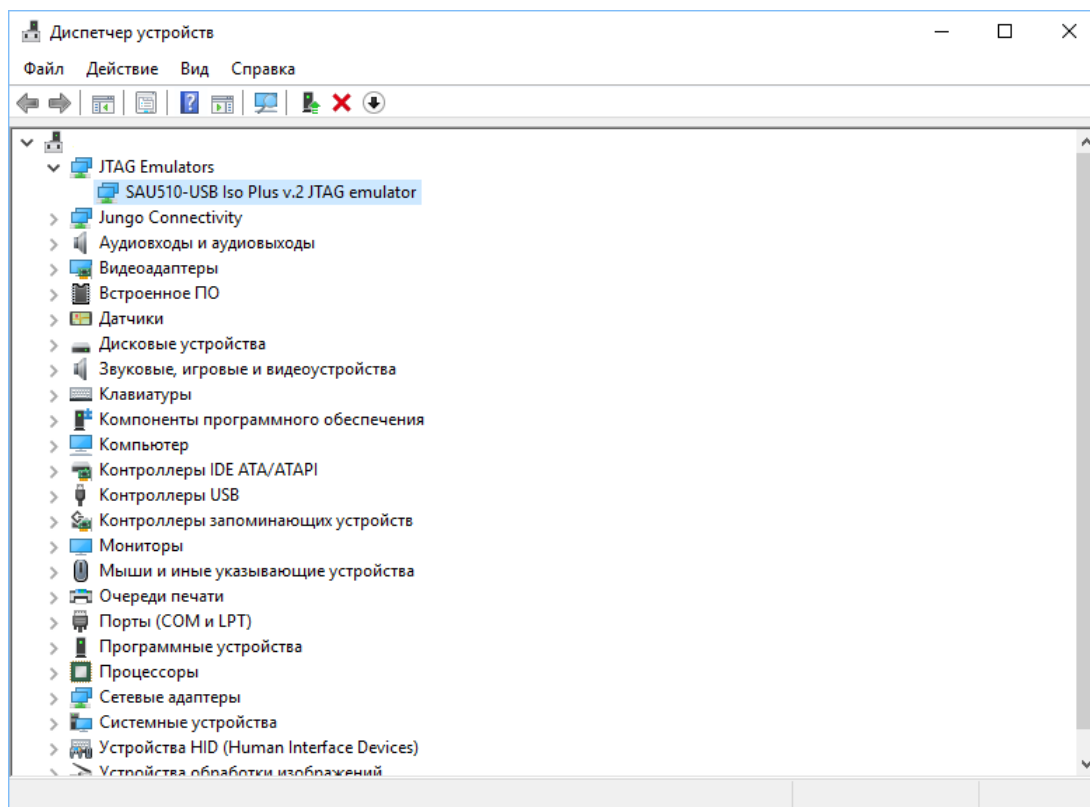 Диспетчер устройств
Файл Действие Вид Справка
JTAG Emulators
SAU510-USB Iso Plus v.2 JTAG emulator
Jungo Connectivity
Аудиовходы и аудиовыходы
Видеоадаптеры
Встроенное ПО
Датчики
Дисковые устройства
Звуковые, игровые и видеоустройства
Клавиатуры
Компоненты программного обеспечения
Компьютер
Контроллеры IDE ATA/ATAPI
Контроллеры USB
Контроллеры запоминающих устройств
Мониторы
Мыши и иные указывающие устройства
Очереди печати
Порты (COM и LPT)
Программные устройства
Процессоры
Сетевые адаптеры
Системные устройства
Устройства HID (Human Interface Devices)
Устройства обработки изображений